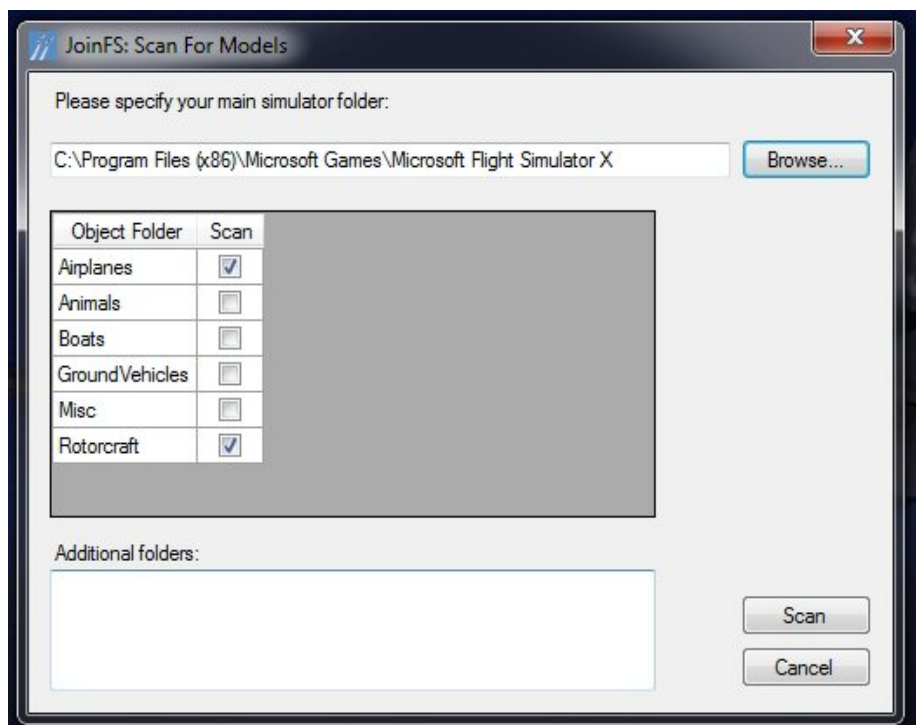 JoinFS: Scan For Models
Please specify your main simulator folder:
C:\Program Files (x86)\Microsoft Games\Microsoft Flight Simulator X
Browse...
Object Folder Scan
Airplanes
Animals
Boats
GroundVehicles
Misc
Rotorcraft
Additional folders:
Scan
Cancel